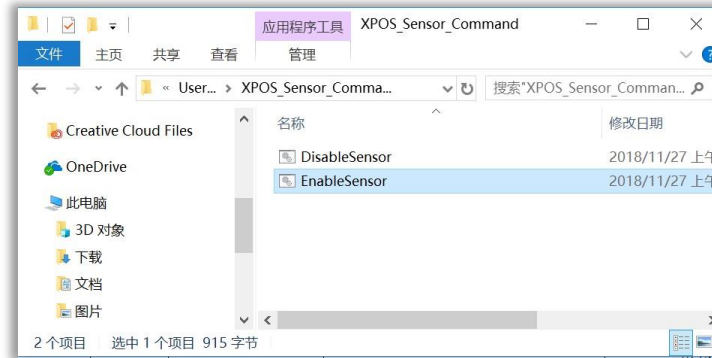 应用程序工具 XPOS_Sensor_Command
文件 主页 共享 查看 管理
« User... › XPOS_Sensor_Comma... 搜索"XPOS_Sensor_Comman...
名称 修改日期
Creative Cloud Files
OneDrive
此电脑
3D 对象
下载
文档
图片
DisableSensor 2018/11/27 上午
EnableSensor 2018/11/27 上午
2 个项目 选中 1 个项目 915 字节